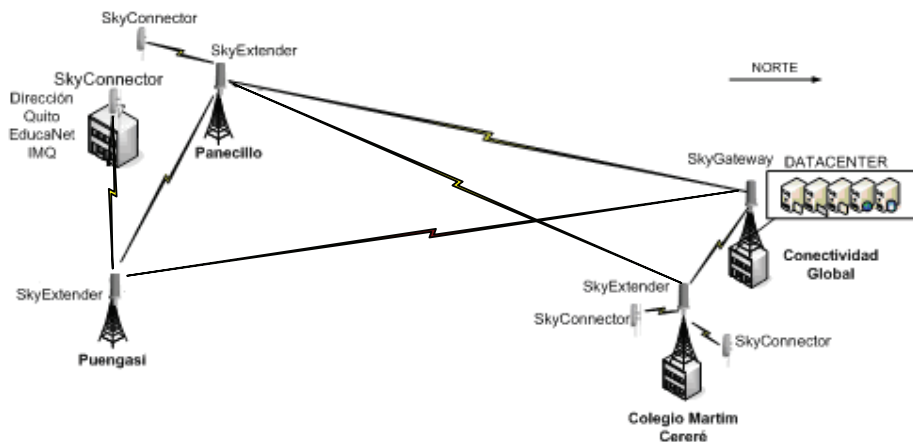 SkyConnector
SkyExtender
SkyConnector
Dirección
Quito
EducaNet
IMQ
Panecillo
NORTE
SkyGateway
DATACENTER
Conectividad
Global
SkyExtender
Puengasí
SkyExtender
SkyConnector
SkyConnector
Colegio Martim
Cereré